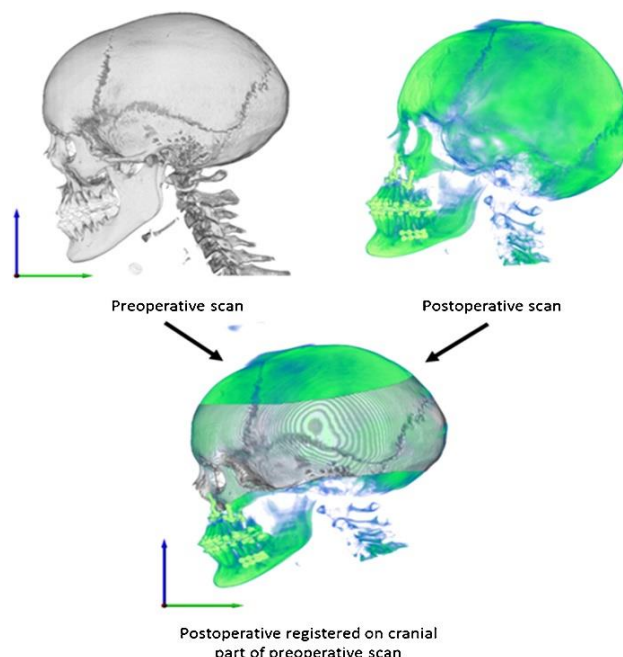 Preoperative scan
Postoperative scan
Postoperative registered on cranial
part of preoperative scan